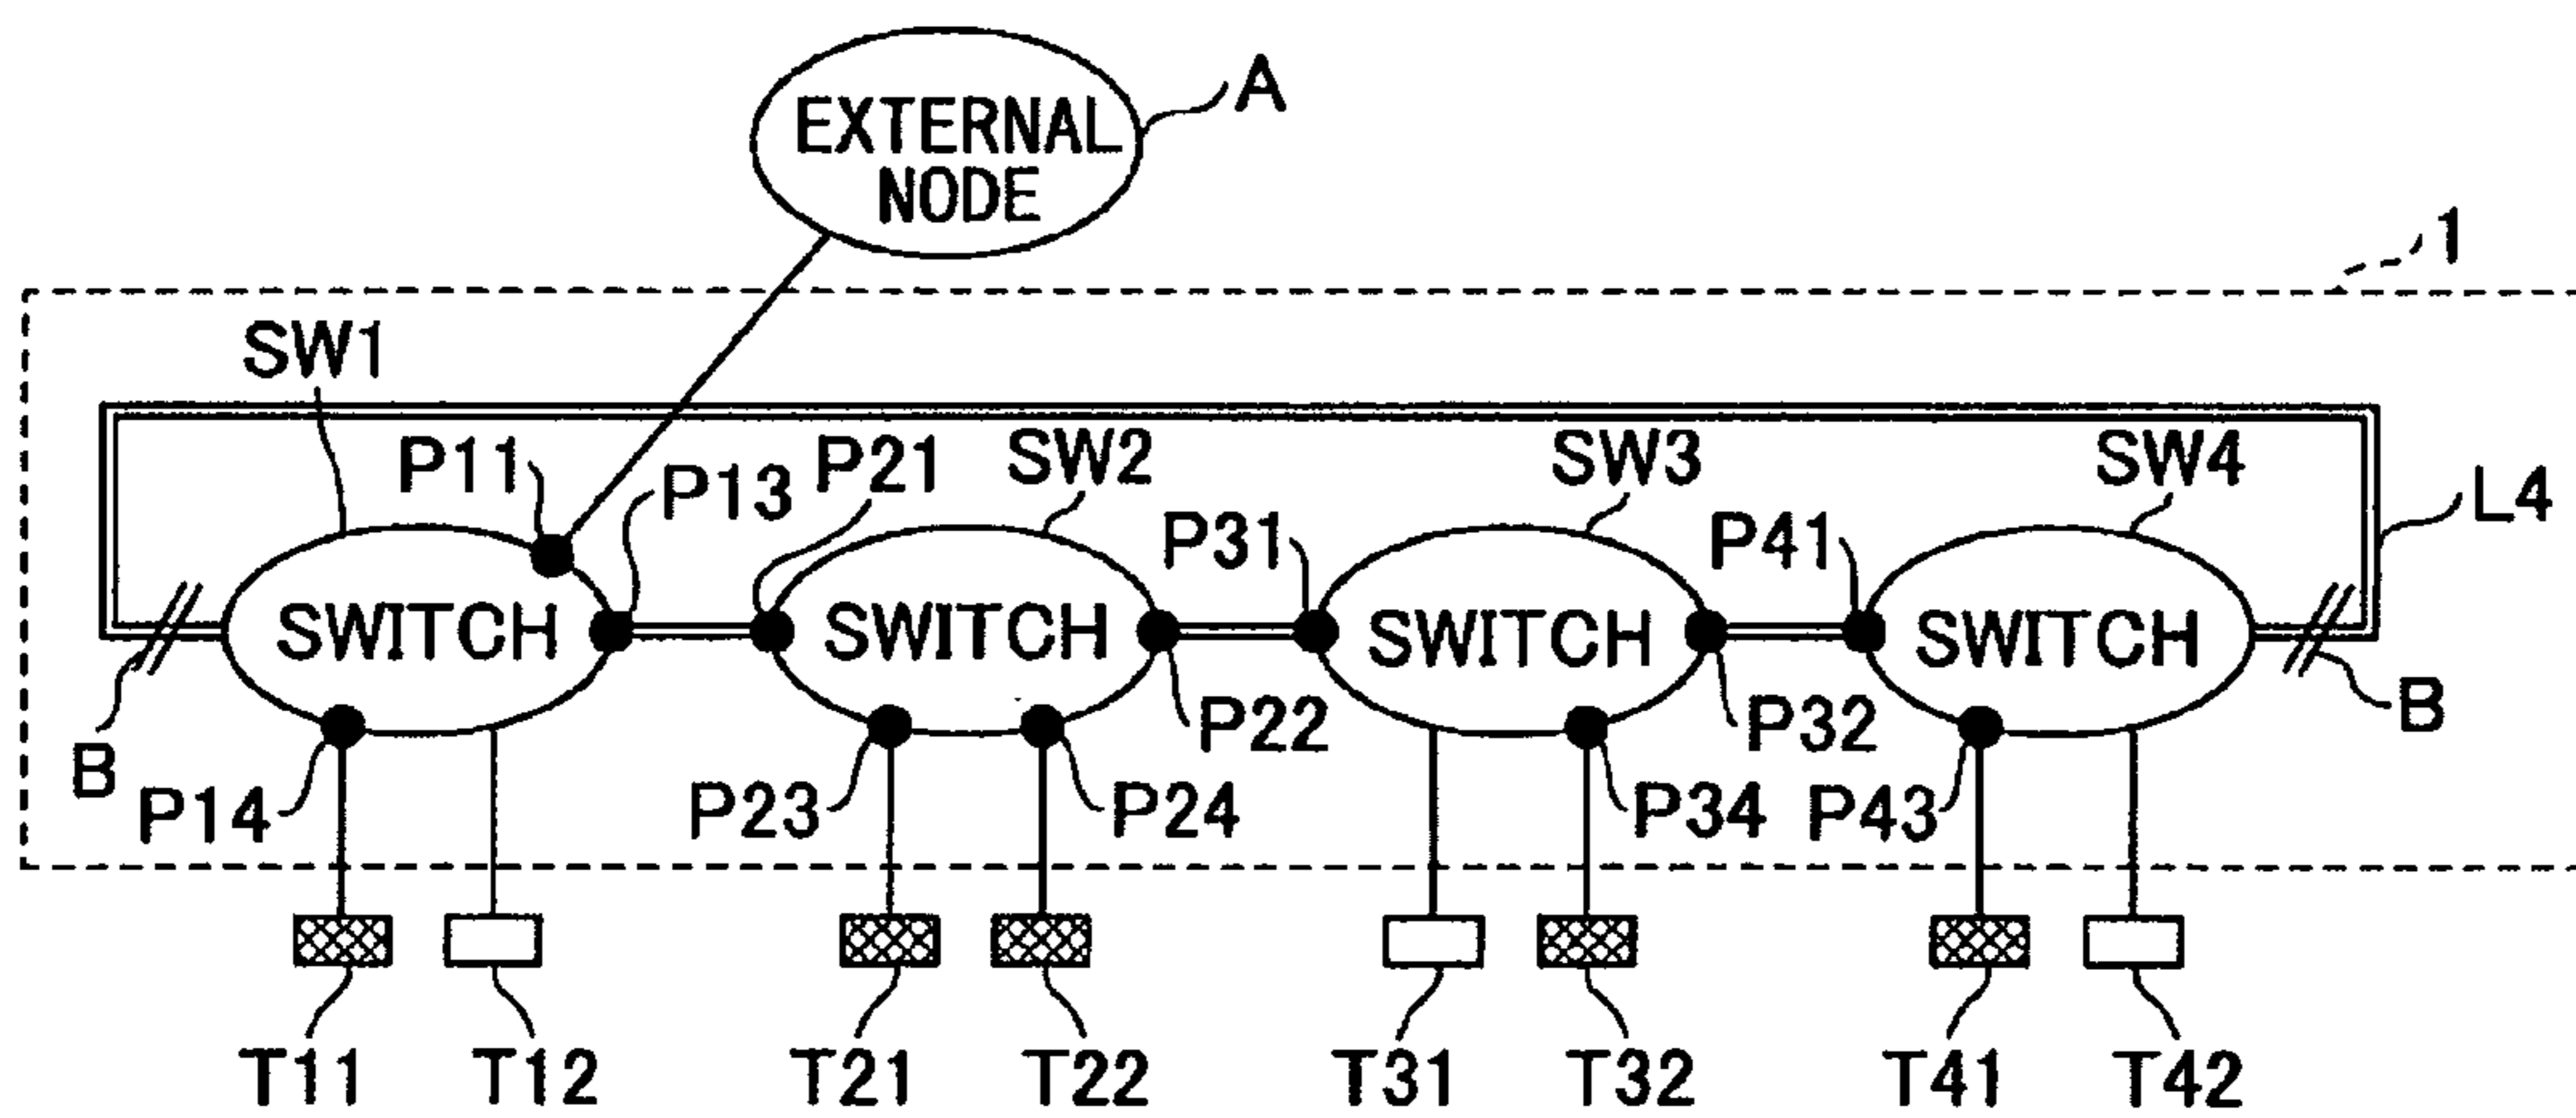 EXTERNAL
NODE
A
1
SW1
P11
P13
P21
SW2
P31
SW3
P41
SW4
L4
SWITCH
SWITCH
SWITCH
SWITCH
B
P14
P23
P24
P22
P34
P32
P43
B
T11
T12
T21
T22
T31
T32
T41
T42